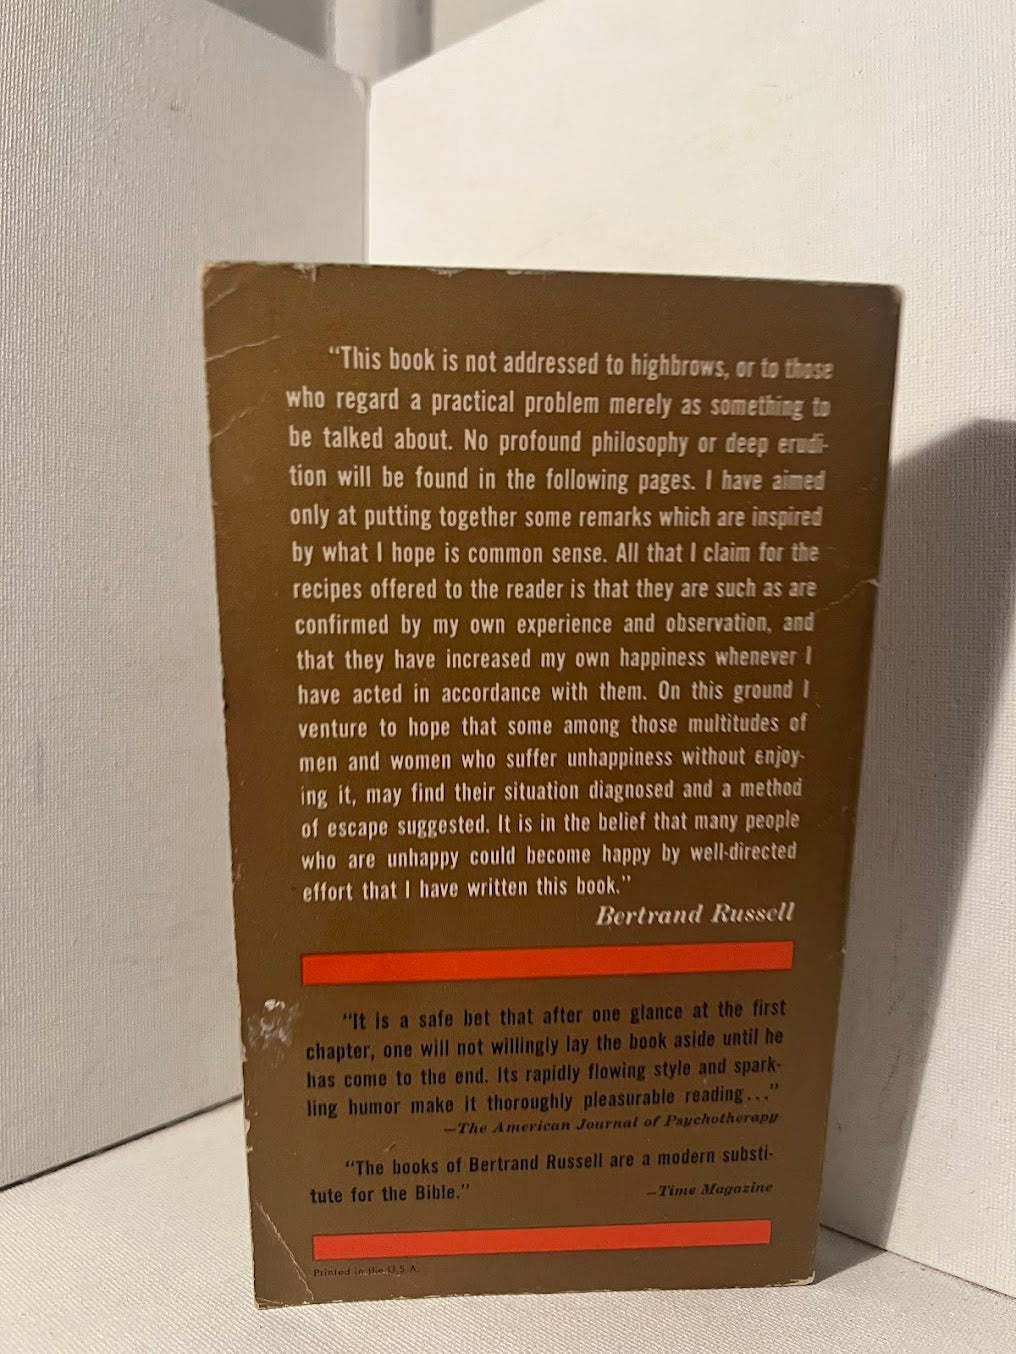 "This book is not addressed to highbrows, or to those
who regard a practical problem merely as something to
be talked about. No profound philosophy or deep erudi-
tion will be found in the following pages. I have aimed
only at putting together some remarks which are inspired
by what I hope is common sense. All that I claim for the
recipes offered to the reader is that they are such as are
confirmed by my own experience and observation, and
that they have increased my own happiness whenever I
have acted in accordance with them. On this ground I
venture to hope that some among those multitudes of
men and women who suffer unhappiness without enjoy-
ing it, may find their situation diagnosed and a method
of escape suggested. It is in the belief that many people
who are unhappy could become happy by well-directed
effort that I have written this book."
Bertrand Russell
"It is a safe bet that after one glance at the first
chapter, one will not willingly lay the book aside until he
has come to the end. Its rapidly flowing style and spark-
ling humor make it thoroughly pleasurable reading..."
—The American Journal of Psychotherapy
"The books of Bertrand Russell are a modern substi-
tute for the Bible." —Time Magazine
Printed in the U.S.A.